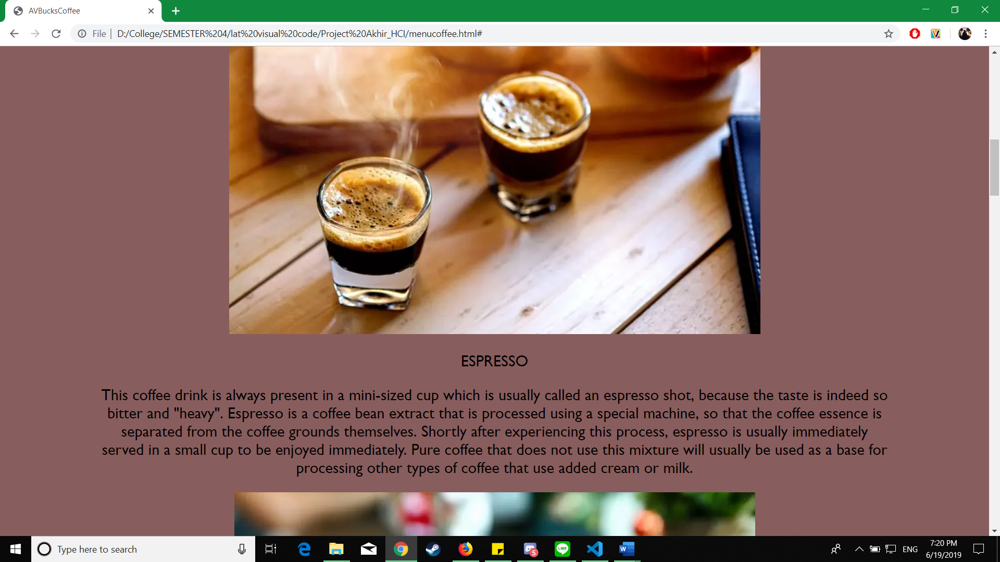 AVBucksCoffee
File | D:/College/SEMESTER%204/lat%20visual%20code/Project%20Akhir_HCI/menucoffee.html#
ESPRESSO
This coffee drink is always present in a mini-sized cup which is usually called an espresso shot, because the taste is indeed so
bitter and "heavy". Espresso is a coffee bean extract that is processed using a special machine, so that the coffee essence is
separated from the coffee grounds themselves. Shortly after experiencing this process, espresso is usually immediately
served in a small cup to be enjoyed immediately. Pure coffee that does not use this mixture will usually be used as a base for
processing other types of coffee that use added cream or milk.
Type here to search
5
LINE
ENG
7:20 PM
6/19/2019